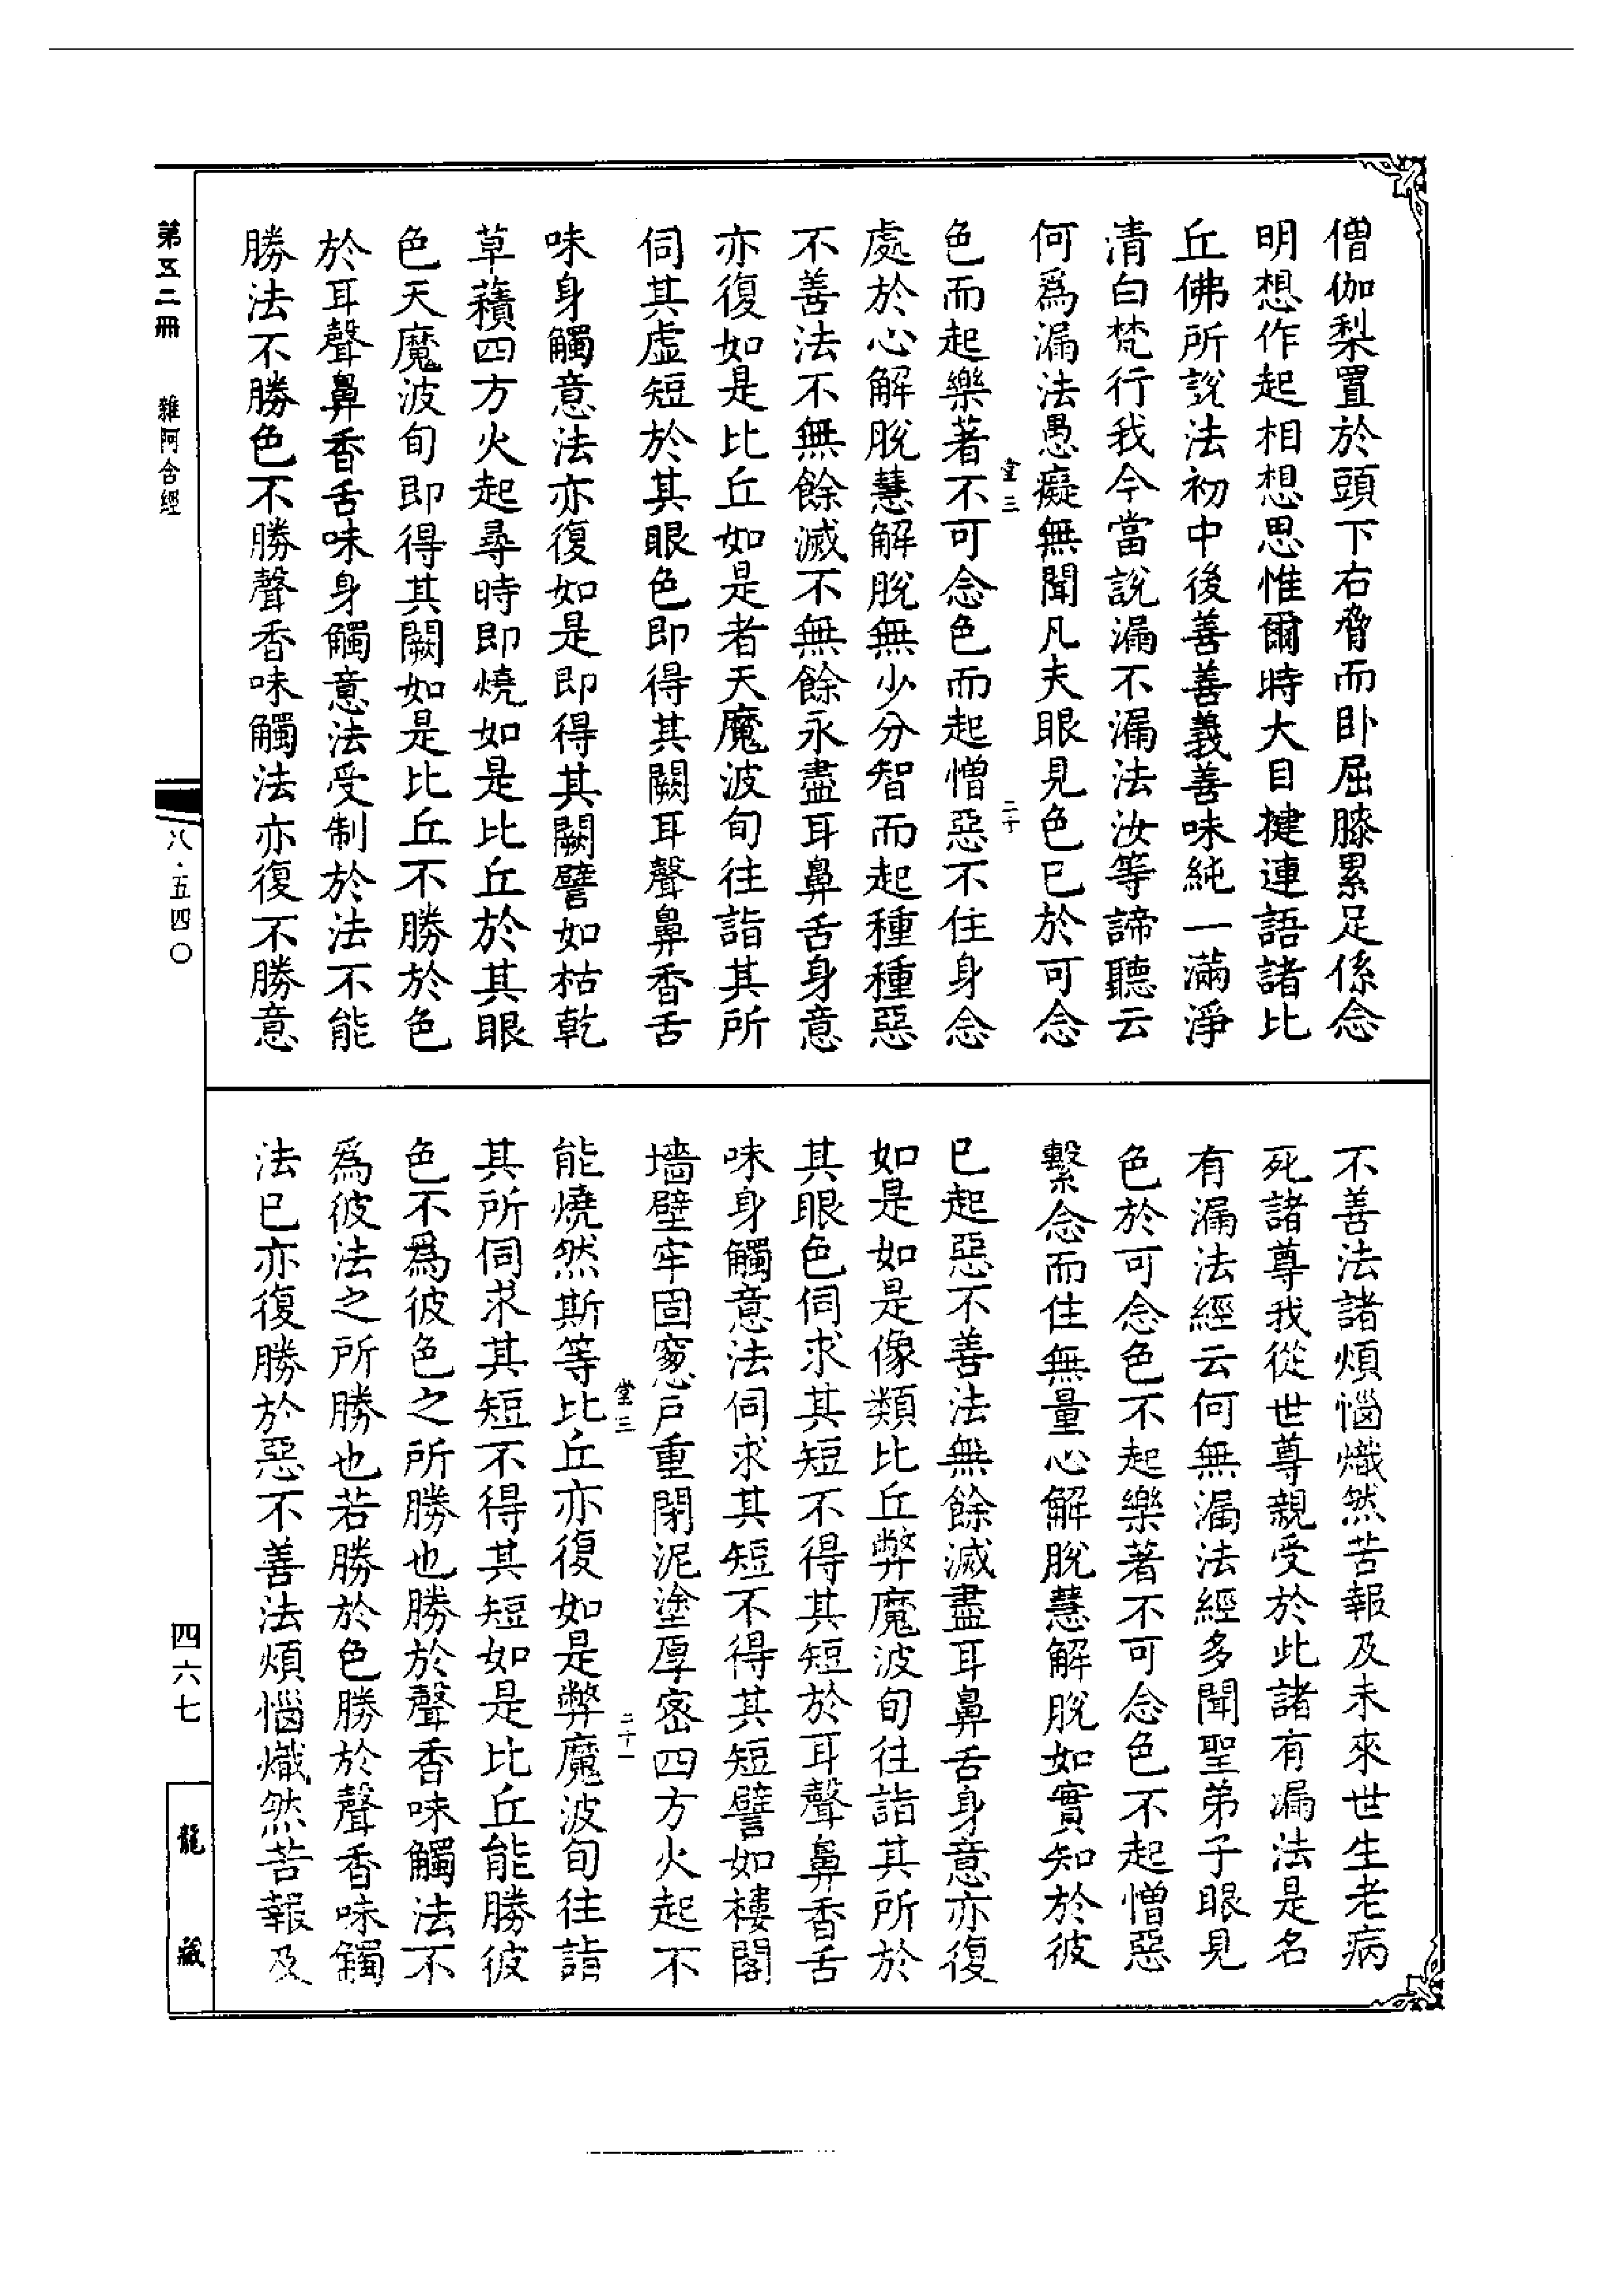 僧伽梨置於頭下右脅而卧屈膝累足係念
明想作起相想思惟爾時大目揵連語諸比
丘佛所說法初中後善善義善味純一滿淨
清白梵行我今當說漏不漏法汝等諦聽云
何爲漏法愚癡無聞凡夫眼見色已於可念
堂三
二十
色而起樂著不可念色而起憎惡不住身念
處於心解脫慧解脫無少分智而起種種惡
不善法不無餘滅不無餘永盡耳鼻舌身意
亦復如是比丘如是者天魔波旬往詣其所
伺其虛短於其眼色即得其闕耳聲鼻香舌
味身觸意法亦復如是即得其闕譬如枯乾
草䕆四方火起尋時即燒如是比丘於其眼
色天魔波旬即得其闕如是比丘不勝於色
於耳聲鼻香舌味身觸意法受制於法不能
勝法不勝色不勝聲香味觸法亦復不勝意
不善法諸煩惱熾然苦報及未來世生老病
死諸尊我從世尊親受於此諸有漏法是名
有漏法經云何無漏法經多聞聖弟子眼見
色於可念色不起樂著不可念色不起憎惡
繫念而住無量心解脫慧解脫如實知於彼
已起惡不善法無餘滅盡耳鼻舌身意亦復
如是如是像類比丘弊魔波旬往詣其所於
其眼色伺求其短不得其短於耳聲鼻香舌
味身觸意法伺求其短不得其短譬如樓閣
墻壁牢固窻戶重閉泥塗厚密四方火起不
堂三
二十一
能燒然斯等比丘亦復如是弊魔波旬往詣
其所伺求其短不得其短如是比丘能勝彼
色不爲彼色之所勝也勝於聲香味觸法不
爲彼法之所勝也若勝於色勝於聲香味觸
法已亦復勝於惡不善法煩惱熾然苦報及
第五二冊
雜阿含經
八·五四〇
四六七
龍藏